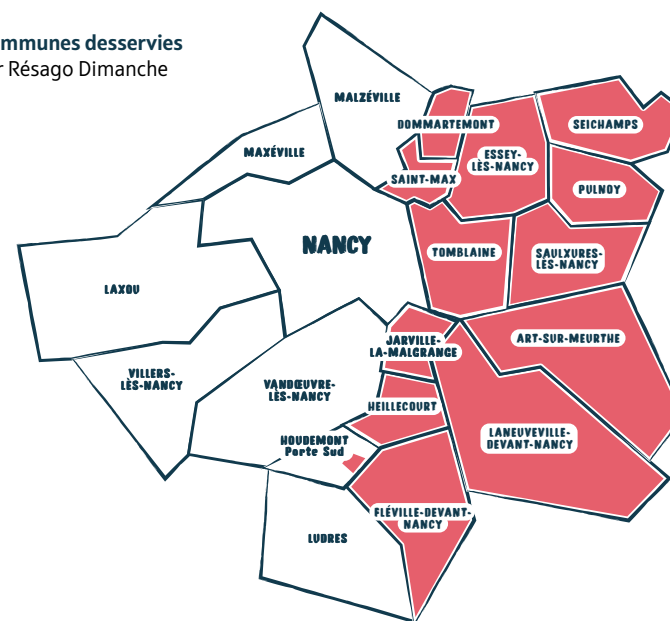 mmunes desservies
r Résago Dimanche
MALZÉVILLE
DOMMARTEMONT
SEICHAMPS
MAXÉVILLE
ESSEY-
LÈS-NANCY
SAINT-MAX
PULNOY
NANCY
TOMBLAINE
SAULXURES-
LÈS-NANCY
LAXOU
JARVILLE-
LA-MALGRANGE
ART-SUR-MEURTHE
VILLERS-
LÈS-NANCY
VANDŒUVRE-
LÈS-NANCY
HEILLECOURT
LANEUVEVILLE-
DEVANT-NANCY
HOUDEMONT
Porte Sud
FLÉVILLE-DEVANT-
NANCY
LUDRES